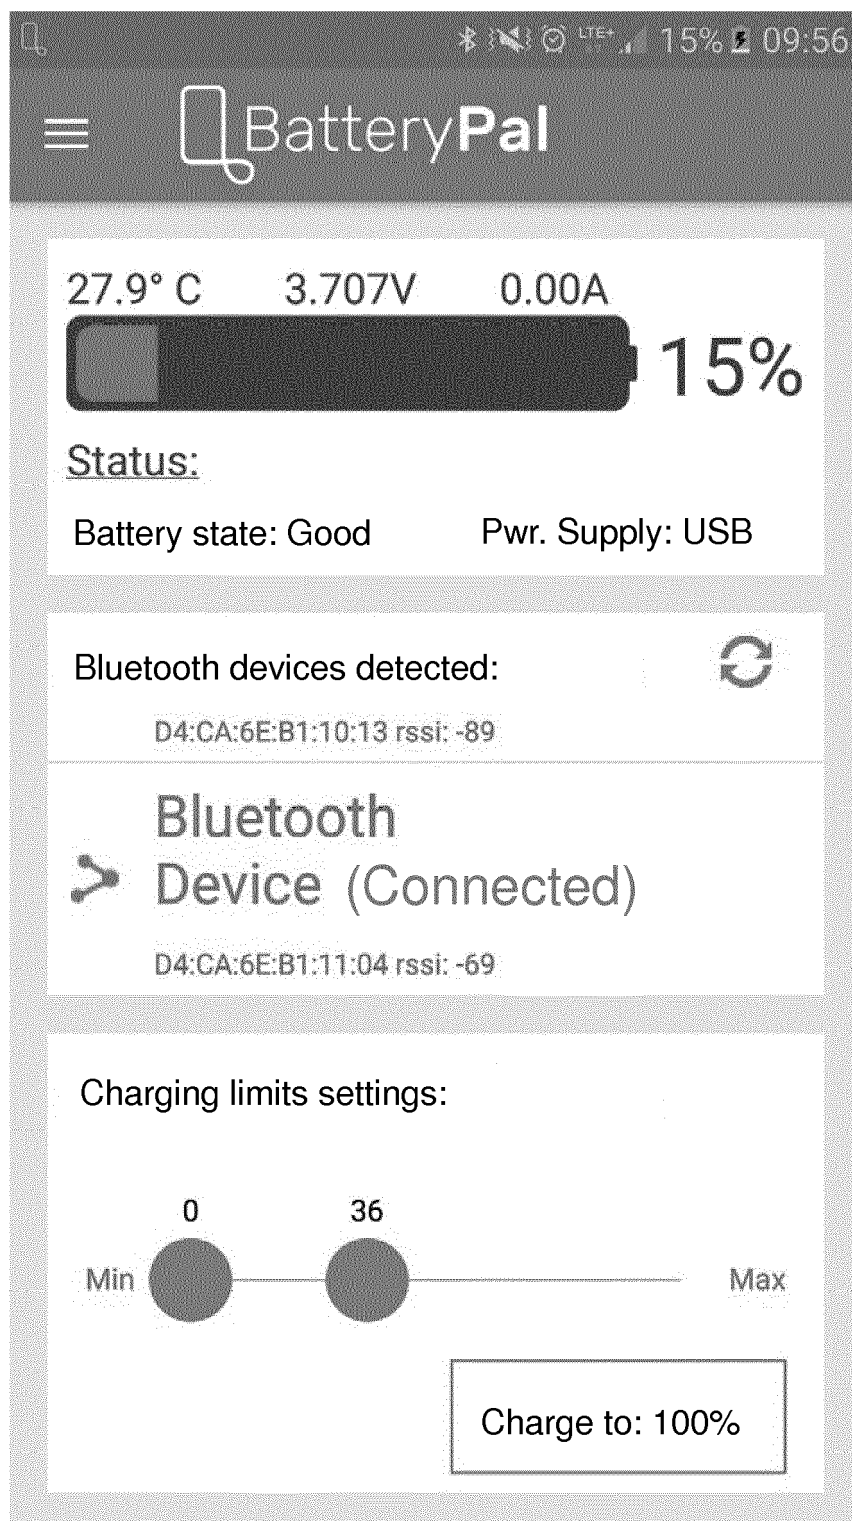 LTE+ 15% 09:56
BatteryPal
27.9° C 3.707V 0.00A
15%
Status:
Battery state: Good Pwr. Supply: USB
Bluetooth devices detected:
D4:CA:6E:B1:10:13 rssi: -89
Bluetooth
Device (Connected)
D4:CA:6E:B1:11:04 rssi: -69
Charging limits settings:
0 36
Min Max
Charge to: 100%